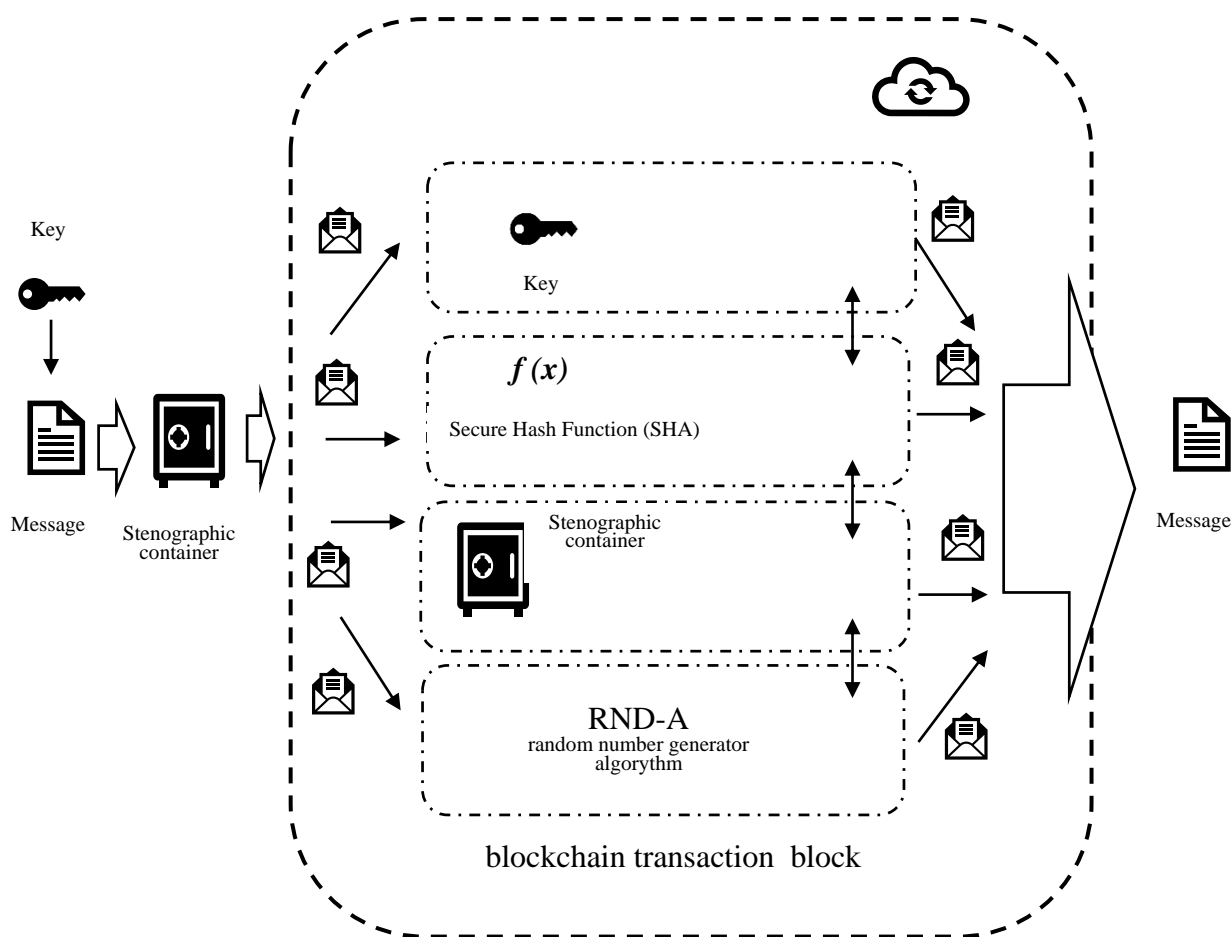 Key
Message
Stenographic
container
Key
f (x)
Secure Hash Function (SHA)
Stenographic
container
RND-A
random number generator
algorythm
blockchain transaction block
Message